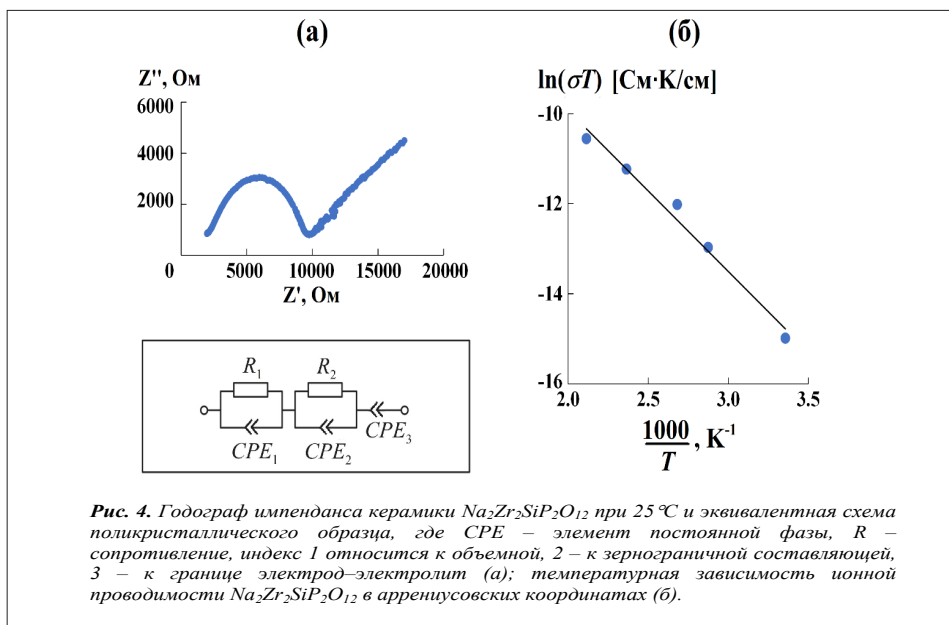 (а)
Z'', Ом
6000
4000
2000
0
5000
10000
15000
20000
Z', Ом
R1
R2
CPE1
CPE2
CPE3
(б)
ln(σT) [См·K/см]
-10
-12
-14
-16
2.0
2.5
3.0
3.5
1000
T
, K⁻¹
Рис. 4. Годограф импенданса керамики Na₂Zr₂SiP₂O₁₂ при 25 °C и эквивалентная схема
поликристаллического образца, где CPE – элемент постоянной фазы, R –
сопротивление, индекс 1 относится к объемной, 2 – к зернограничной составляющей,
3 – к границе электрод–электролит (а); температурная зависимость ионной
проводимости Na₂Zr₂SiP₂O₁₂ в аррениусовских координатах (б).